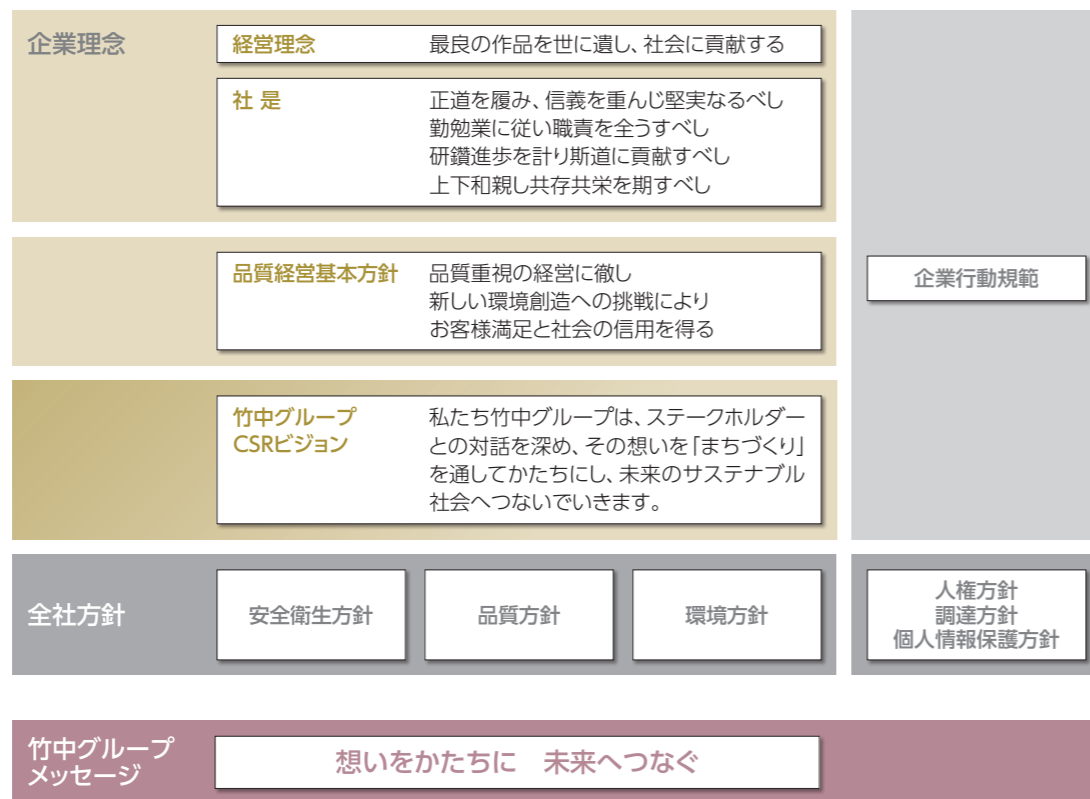 企業理念
経営理念 最良の作品を世に遺し、社会に貢献する
社 是 正道を履み、信義を重んじ堅実なるべし
勤勉業に従い職責を全うすべし
研鑽進歩を計り斯道に貢献すべし
上下和親し共存共栄を期すべし
品質経営基本方針 品質重視の経営に徹し
新しい環境創造への挑戦により
お客様満足と社会の信用を得る
企業行動規範
竹中グループ
CSRビジョン
私たち竹中グループは、ステークホルダー
との対話を深め、その想いを「まちづくり」
を通してかたちにし、未来のサステナブル
社会へつないでいきます。
全社方針
安全衛生方針
品質方針
環境方針
人権方針
調達方針
個人情報保護方針
竹中グループ
メッセージ
想いをかたちに　未来へつなぐ